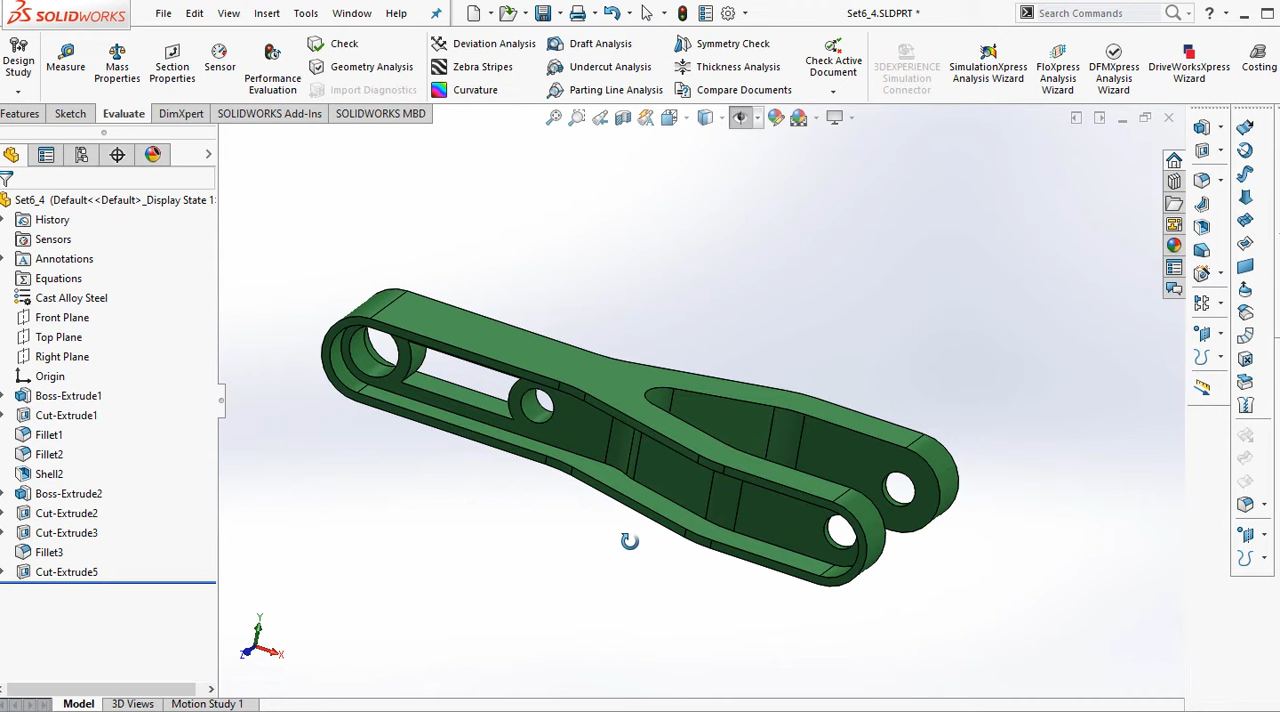 SOLIDWORKS File Edit View Insert Tools Window Help Set6_4.SLDPRT * Search Commands ?
Design Study
Measure
Mass Properties
Section Properties
Sensor
Performance Evaluation
Check
Geometry Analysis
Import Diagnostics
Deviation Analysis
Zebra Stripes
Curvature
Draft Analysis
Undercut Analysis
Parting Line Analysis
Symmetry Check
Thickness Analysis
Compare Documents
Check Active Document
3DEXPERIENCE Simulation Connector
SimulationXpress Analysis Wizard
FloXpress Analysis Wizard
DFMXpress Analysis Wizard
DriveWorksXpress Wizard
Costing
Features Sketch Evaluate DimXpert SOLIDWORKS Add-Ins SOLIDWORKS MBD
Set6_4 (Default<<Default>_Display State 1
History
Sensors
Annotations
Equations
Cast Alloy Steel
Front Plane
Top Plane
Right Plane
Origin
Boss-Extrude1
Cut-Extrude1
Fillet1
Fillet2
Shell2
Boss-Extrude2
Cut-Extrude2
Cut-Extrude3
Fillet3
Cut-Extrude5
Y
Z
X
Model 3D Views Motion Study 1